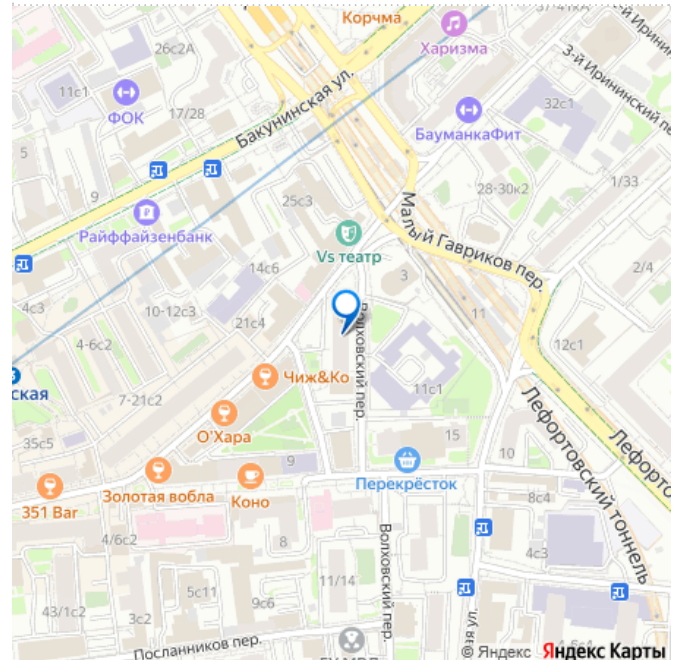 Корчма
26с2А
Харизма
37-41кА
3-й Ирининский пе
11с1
ФОК
17/28
Бакунинская ул.
32с1
БауманкаФит
5
9
28-30к2
1/33
Райффайзенбанк
25с3
Малый Гавриков пер.
Vs театр
14с6
3
2/4
4с3
10-12с3
21с4
11
4-6с2
Волховский пер.
12с1
ская
Чиж&Ко
7-21с2
11с1
О'Хара
35с5
15
10
Лефортовский тоннель
Лефорто
9
Золотая вобла
Коно
Перекрёсток
351 Bar
8с4
4/6с2
8
Волховский пер.
4с3
11/14
5с11
9с6
43/1с2
3с2
Посланников пер.
© Яндекс Яндекс Карты